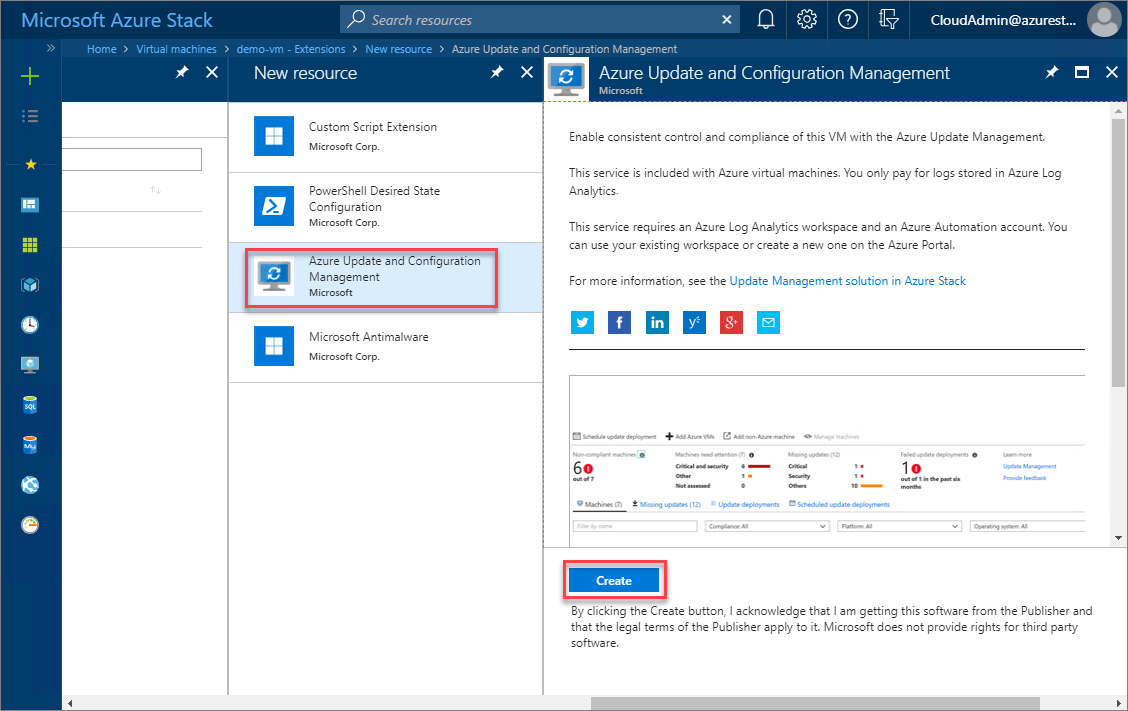 Microsoft Azure Stack
Search resources
CloudAdmin@azurest...
Home > Virtual machines > demo-vm - Extensions > New resource > Azure Update and Configuration Management
New resource
Custom Script Extension
Microsoft Corp.
PowerShell Desired State
Configuration
Microsoft Corp.
Azure Update and Configuration
Management
Microsoft
Microsoft Antimalware
Microsoft Corp.
Azure Update and Configuration Management
Microsoft
Enable consistent control and compliance of this VM with the Azure Update Management.
This service is included with Azure virtual machines. You only pay for logs stored in Azure Log
Analytics.
This service requires an Azure Log Analytics workspace and an Azure Automation account. You
can use your existing workspace or create a new one on the Azure Portal.
For more information, see the Update Management solution in Azure Stack
Schedule update deployment Add Azure VMs Add non-Azure machine Manage machines
Non-compliant machines Machines need attention (7) Missing updates (12) Failed update deployments Learn more
6 Critical and security 6 Critical 1 1 Update Management
out of 7 Other 1 Security 1 out of 1 in the past six Provide feedback
Not assessed 0 Others 10 months
Machines (7) Missing updates (12) Update deployments Scheduled update deployments
Filter by name Compliance: All Platform: All Operating system: All
Create
By clicking the Create button, I acknowledge that I am getting this software from the Publisher and
that the legal terms of the Publisher apply to it. Microsoft does not provide rights for third party
software.
SQL
My